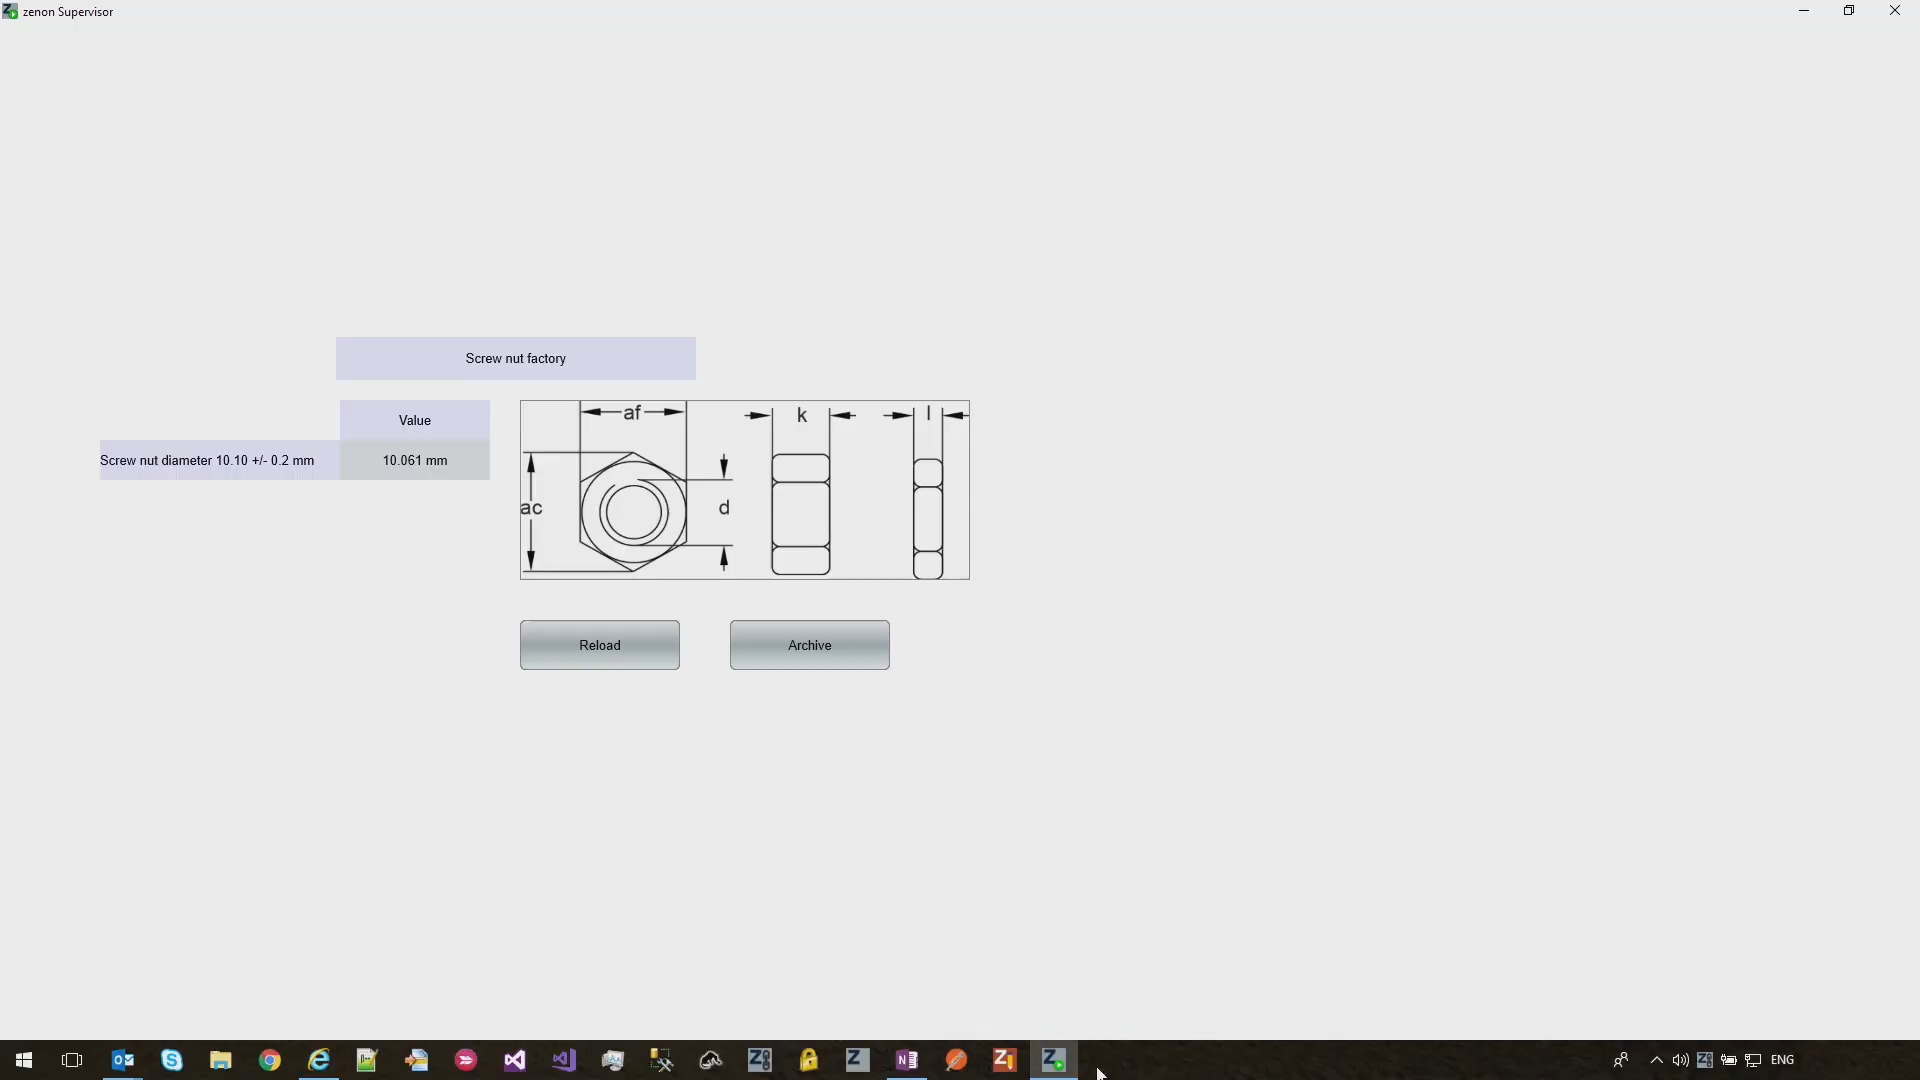 zenon Supervisor
Screw nut factory
Value
Screw nut diameter 10.10 +/- 0.2 mm
10.061 mm
af
k
l
ac
d
Reload
Archive
ENG